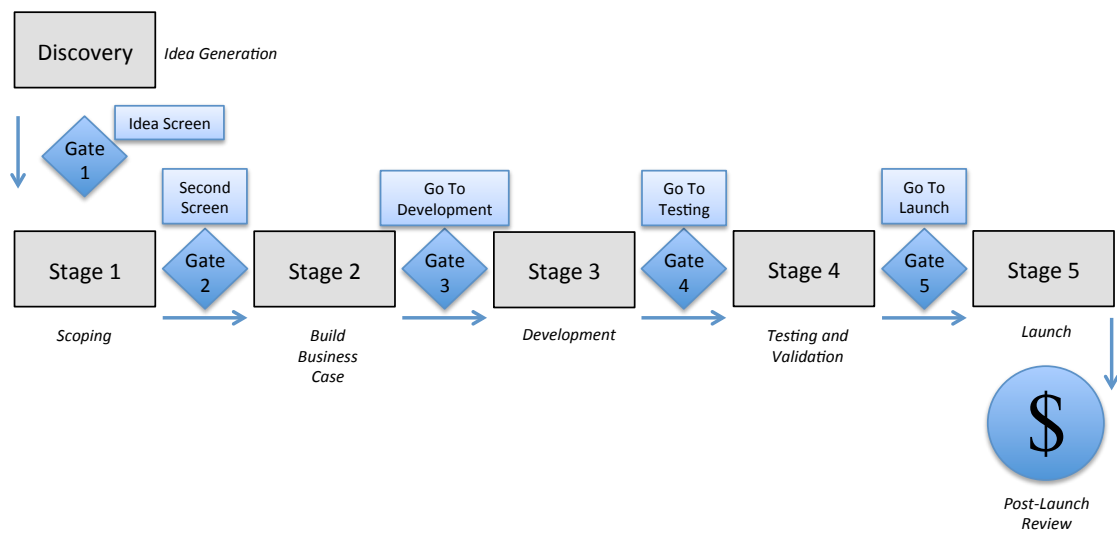 Discovery
Idea Generation
Idea Screen
Gate
1
Second
Screen
Go To
Development
Go To
Testing
Go To
Launch
Stage 1
Gate
2
Stage 2
Gate
3
Stage 3
Gate
4
Stage 4
Gate
5
Stage 5
Scoping
Build
Business
Case
Development
Testing and
Validation
Launch
$
Post-Launch
Review